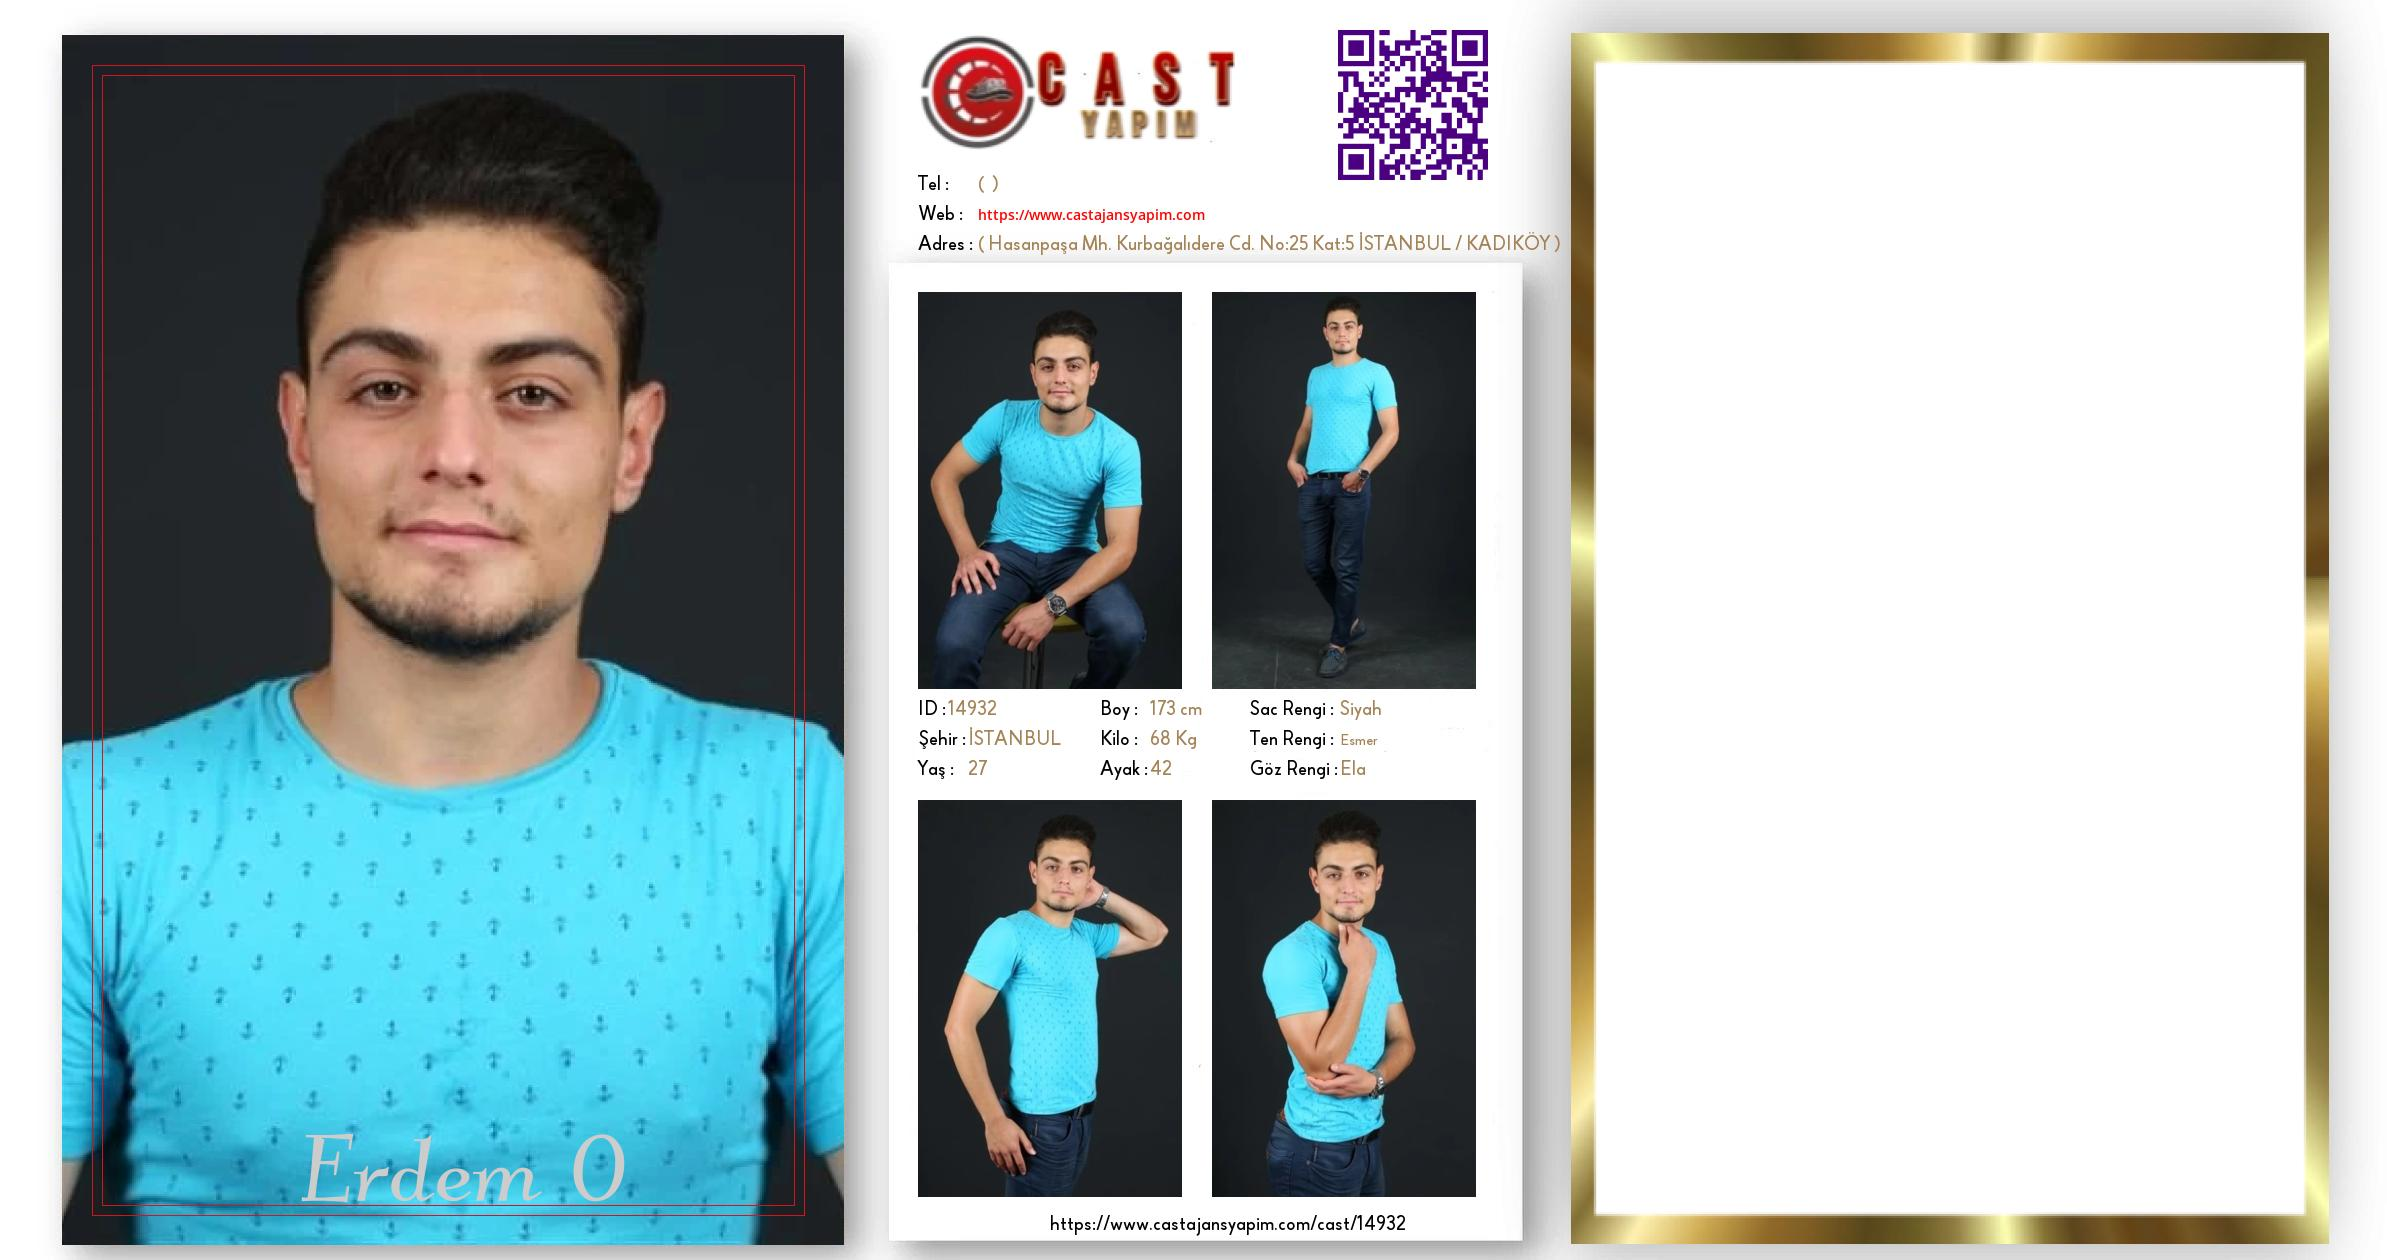 Erdem O
CAST
YAPIM
Tel : ( )
Web : https://www.castajansyapim.com
Adres : ( Hasanpaşa Mh. Kurbağalıdere Cd. No:25 Kat:5 İSTANBUL / KADIKÖY )
ID :14932 Boy : 173 cm Sac Rengi : Siyah
Şehir :İSTANBUL Kilo : 68 Kg Ten Rengi : Esmer
Yaş : 27 Ayak :42 Göz Rengi :Ela
https://www.castajansyapim.com/cast/14932